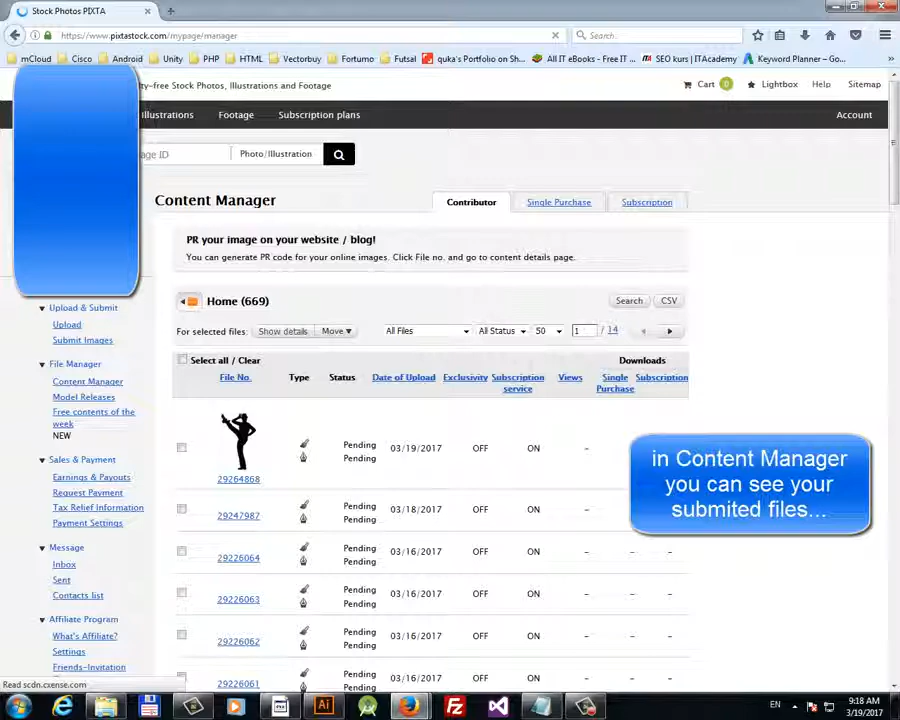 Stock Photos PIXTA
https://www.pixtastock.com/mypage/manager
Search
mCloud Cisco Android Unity PHP HTML Vectorbuy Fortumo Futsal quka's Portfolio on Sh... All IT eBooks - Free IT ... SEO kurs | ITAcademy Keyword Planner – Go...
ty-free Stock Photos, Illustrations and Footage
Cart 0 Lightbox Help Sitemap
Illustrations Footage Subscription plans Account
ge ID Photo/Illustration
Content Manager
Contributor Single Purchase Subscription
PR your image on your website / blog!
You can generate PR code for your online images. Click File no. and go to content details page.
Home (669)
Search CSV
For selected files: Show details Move▼ All Files All Status 50 1 / 14
Select all / Clear
Downloads
File No. Type Status Date of Upload Exclusivity Subscription service Views Single Purchase Subscription
Pending
29264868 Pending 03/19/2017 OFF ON –
29247987 Pending Pending 03/18/2017 OFF ON – – –
29226064 Pending Pending 03/16/2017 OFF ON – – –
29226063 Pending Pending 03/16/2017 OFF ON – – –
29226062 Pending Pending 03/16/2017 OFF ON – – –
29226061 Pending 03/16/2017 OFF ON – – –
Upload & Submit
Upload
Submit Images
File Manager
Content Manager
Model Releases
Free contents of the
week
NEW
Sales & Payment
Earnings & Payouts
Request Payment
Tax Relief Information
Payment Settings
Message
Inbox
Sent
Contacts list
Affiliate Program
What's Affiliate?
Settings
Friends-Invitation
in Content Manager
you can see your
submited files...
Read scdn.cxense.com
EN
9:18 AM
3/19/2017